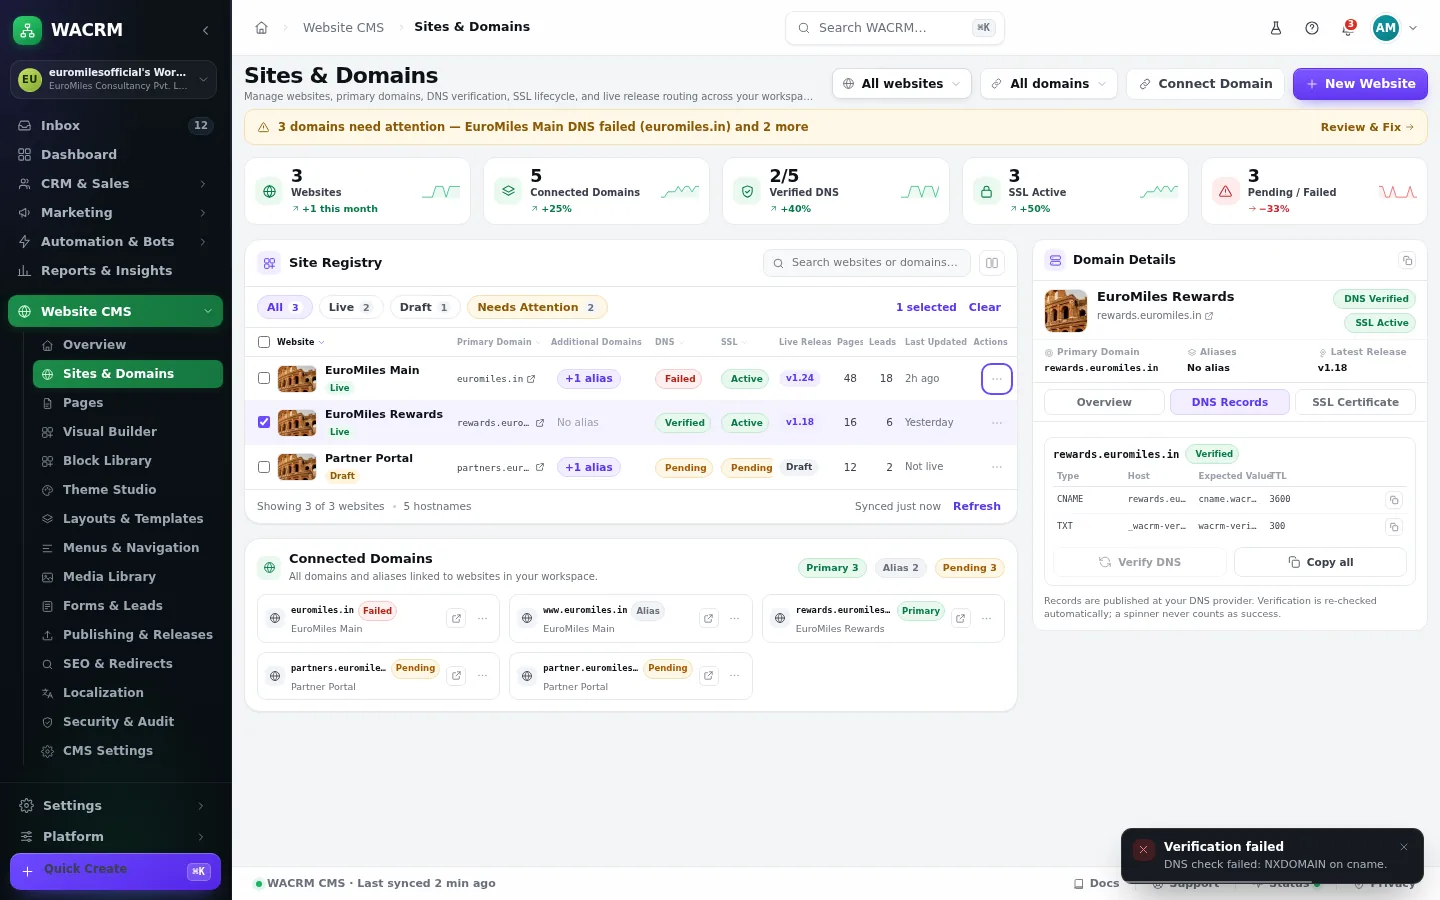 WACRM
EU
euromilesofficial's Wor...
EuroMiles Consultancy Pvt. L...
Inbox 12
Dashboard
CRM & Sales
Marketing
Automation & Bots
Reports & Insights
Website CMS
Overview
Sites & Domains
Pages
Visual Builder
Block Library
Theme Studio
Layouts & Templates
Menus & Navigation
Media Library
Forms & Leads
Publishing & Releases
SEO & Redirects
Localization
Security & Audit
CMS Settings
Settings
Platform
Quick Create ⌘K
Website CMS Sites & Domains
Search WACRM... ⌘K
3
AM
Sites & Domains
Manage websites, primary domains, DNS verification, SSL lifecycle, and live release routing across your workspa...
All websites
All domains
Connect Domain
New Website
3 domains need attention — EuroMiles Main DNS failed (euromiles.in) and 2 more
Review & Fix →
3
Websites
↗ +1 this month
5
Connected Domains
↗ +25%
2/5
Verified DNS
↗ +40%
3
SSL Active
↗ +50%
3
Pending / Failed
→ −33%
Site Registry
Search websites or domains...
All 3
Live 2
Draft 1
Needs Attention 2
1 selected Clear
Website Primary Domain Additional Domains DNS SSL Live Releas Pages Leads Last Updated Actions
EuroMiles Main
Live
euromiles.in +1 alias Failed Active v1.24 48 18 2h ago ...
EuroMiles Rewards
Live
rewards.euro… No alias Verified Active v1.18 16 6 Yesterday ...
Partner Portal
Draft
partners.eur… +1 alias Pending Pending Draft 12 2 Not live ...
Showing 3 of 3 websites • 5 hostnames
Synced just now Refresh
Connected Domains
All domains and aliases linked to websites in your workspace.
Primary 3 Alias 2 Pending 3
euromiles.in Failed
EuroMiles Main
www.euromiles.in Alias
EuroMiles Main
rewards.euromiles… Primary
EuroMiles Rewards
partners.euromile… Pending
Partner Portal
partner.euromiles… Pending
Partner Portal
Domain Details
EuroMiles Rewards
rewards.euromiles.in
DNS Verified
SSL Active
Primary Domain
rewards.euromiles.in
Aliases
No alias
Latest Release
v1.18
Overview
DNS Records
SSL Certificate
rewards.euromiles.in Verified
Type Host Expected Value TTL
CNAME rewards.eu… cname.wacr… 3600
TXT _wacrm-ver… wacrm-veri… 300
Verify DNS
Copy all
Records are published at your DNS provider. Verification is re-checked
automatically; a spinner never counts as success.
Verification failed
DNS check failed: NXDOMAIN on cname.
WACRM CMS · Last synced 2 min ago
Docs Support Status Privacy